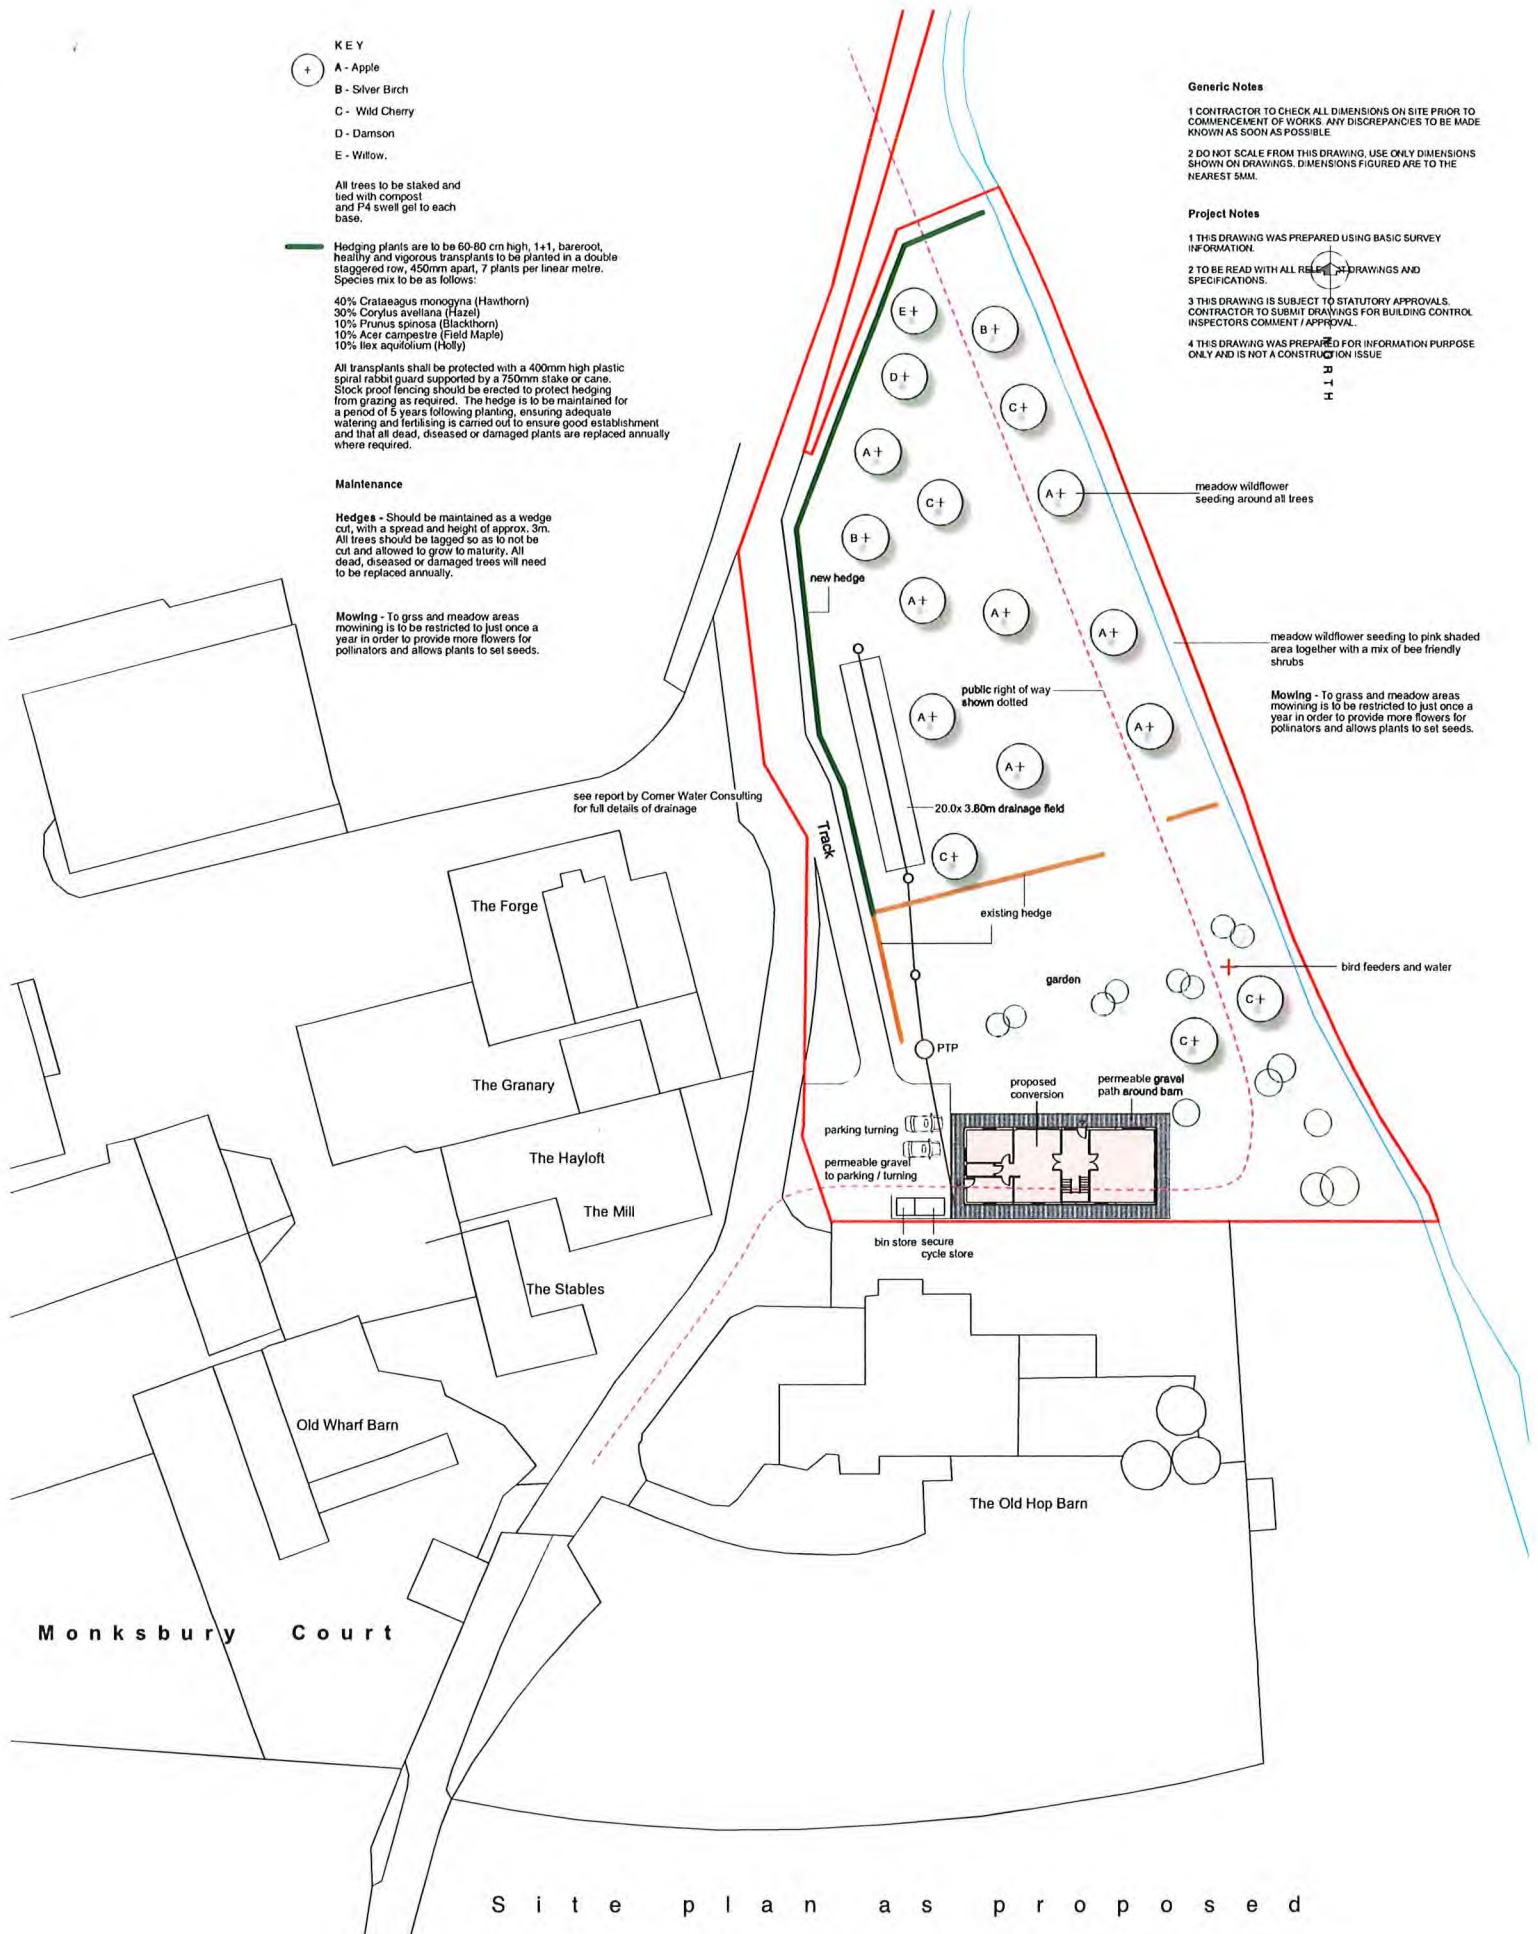 KEY
+
A - Apple
B - Silver Birch
C - Wild Cherry
D - Damson
E - Willow.
All trees to be staked and
tied with compost
and P4 swell gel to each
base.
Hedging plants are to be 60-80 cm high, 1+1, bareroot,
healthy and vigorous transplants to be planted in a double
staggered row, 450mm apart, 7 plants per linear metre.
Species mix to be as follows:
40% Crataeagus monogyna (Hawthorn)
30% Corylus avellana (Hazel)
10% Prunus spinosa (Blackthorn)
10% Acer campestre (Field Maple)
10% Ilex aquifolium (Holly)
All transplants shall be protected with a 400mm high plastic
spiral rabbit guard supported by a 750mm stake or cane.
Stock proof fencing should be erected to protect hedging
from grazing as required. The hedge is to be maintained for
a period of 5 years following planting, ensuring adequate
watering and fertilising is carried out to ensure good establishment
and that all dead, diseased or damaged plants are replaced annually
where required.
Maintenance
Hedges - Should be maintained as a wedge
cut, with a spread and height of approx. 3m.
All trees should be tagged so as to not be
cut and allowed to grow to maturity. All
dead, diseased or damaged trees will need
to be replaced annually.
Mowing - To grss and meadow areas
mowining is to be restricted to just once a
year in order to provide more flowers for
pollinators and allows plants to set seeds.
Generic Notes
1 CONTRACTOR TO CHECK ALL DIMENSIONS ON SITE PRIOR TO
COMMENCEMENT OF WORKS. ANY DISCREPANCIES TO BE MADE
KNOWN AS SOON AS POSSIBLE
2 DO NOT SCALE FROM THIS DRAWING, USE ONLY DIMENSIONS
SHOWN ON DRAWINGS. DIMENSIONS FIGURED ARE TO THE
NEAREST 5MM.
Project Notes
1 THIS DRAWING WAS PREPARED USING BASIC SURVEY
INFORMATION.
2 TO BE READ WITH ALL DRAWINGS AND
SPECIFICATIONS.
3 THIS DRAWING IS SUBJECT TO STATUTORY APPROVALS.
CONTRACTOR TO SUBMIT DRAWINGS FOR BUILDING CONTROL
INSPECTORS COMMENT / APPROVAL.
4 THIS DRAWING WAS PREPARED FOR INFORMATION PURPOSE
ONLY AND IS NOT A CONSTRUCTION ISSUE
NORTH
E+
B+
D+
C+
A+
A+
C+
B+
A+
A+
A+
A+
A+
A+
C+
C+
C+
meadow wildflower
seeding around all trees
new hedge
meadow wildflower seeding to pink shaded
area together with a mix of bee friendly
shrubs
Mowing - To grass and meadow areas
mowining is to be restricted to just once a
year in order to provide more flowers for
pollinators and allows plants to set seeds.
public right of way
shown dotted
see report by Corner Water Consulting
for full details of drainage
20.0x 3.80m drainage field
Track
existing hedge
garden
bird feeders and water
PTP
proposed
conversion
permeable gravel
path around barn
parking turning
permeable gravel
to parking / turning
bin store
secure
cycle store
The Forge
The Granary
The Hayloft
The Mill
The Stables
Old Wharf Barn
The Old Hop Barn
Monksbury Court
Site plan as proposed